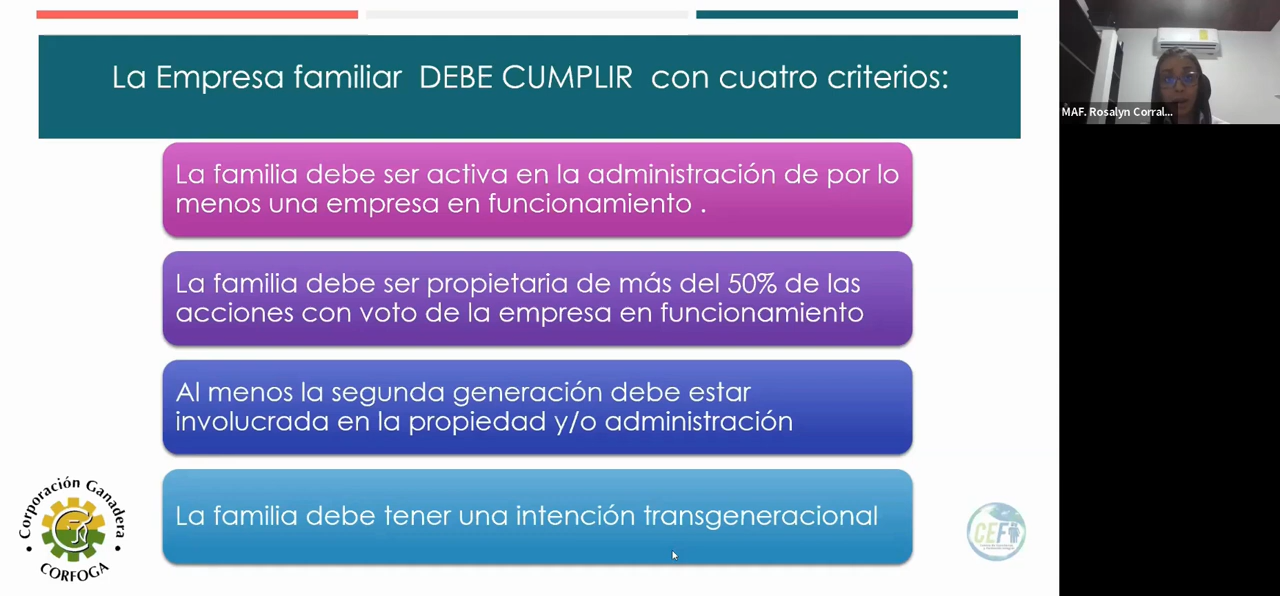 La Empresa familiar DEBE CUMPLIR con cuatro criterios:
MAF. Rosalyn Corral...
La familia debe ser activa en la administración de por lo
menos una empresa en funcionamiento .
La familia debe ser propietaria de más del 50% de las
acciones con voto de la empresa en funcionamiento
Al menos la segunda generación debe estar
involucrada en la propiedad y/o administración
La familia debe tener una intención transgeneracional
Corporación Ganadera
CORFOGA
CEFI